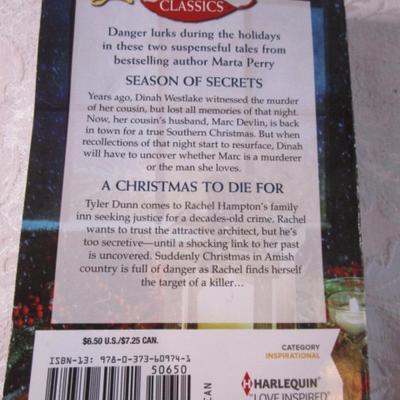 CLASSICS
Danger lurks during the holidays
in these two suspenseful tales from
bestselling author Marta Perry
SEASON OF SECRETS
Years ago, Dinah Westlake witnessed the murder
of her cousin, but lost all memories of that night.
Now, her cousin's husband, Marc Devlin, is back
in town for a true Southern Christmas. But when
recollections of that night start to resurface, Dinah
will have to uncover whether Marc is a murderer
or the man she loves.
A CHRISTMAS TO DIE FOR
Tyler Dunn comes to Rachel Hampton's family
inn seeking justice for a decades-old crime. Rachel
wants to trust the attractive architect, but he's
too secretive—until a shocking link to her past
is uncovered. Suddenly Christmas in Amish
country is full of danger as Rachel finds herself
the target of a killer…
$6.50 U.S./$7.25 CAN.
ISBN-13: 978-0-373-60974-1
50650
CAN
CATEGORY
INSPIRATIONAL
HARLEQUIN®
LOVE INSPIRED®